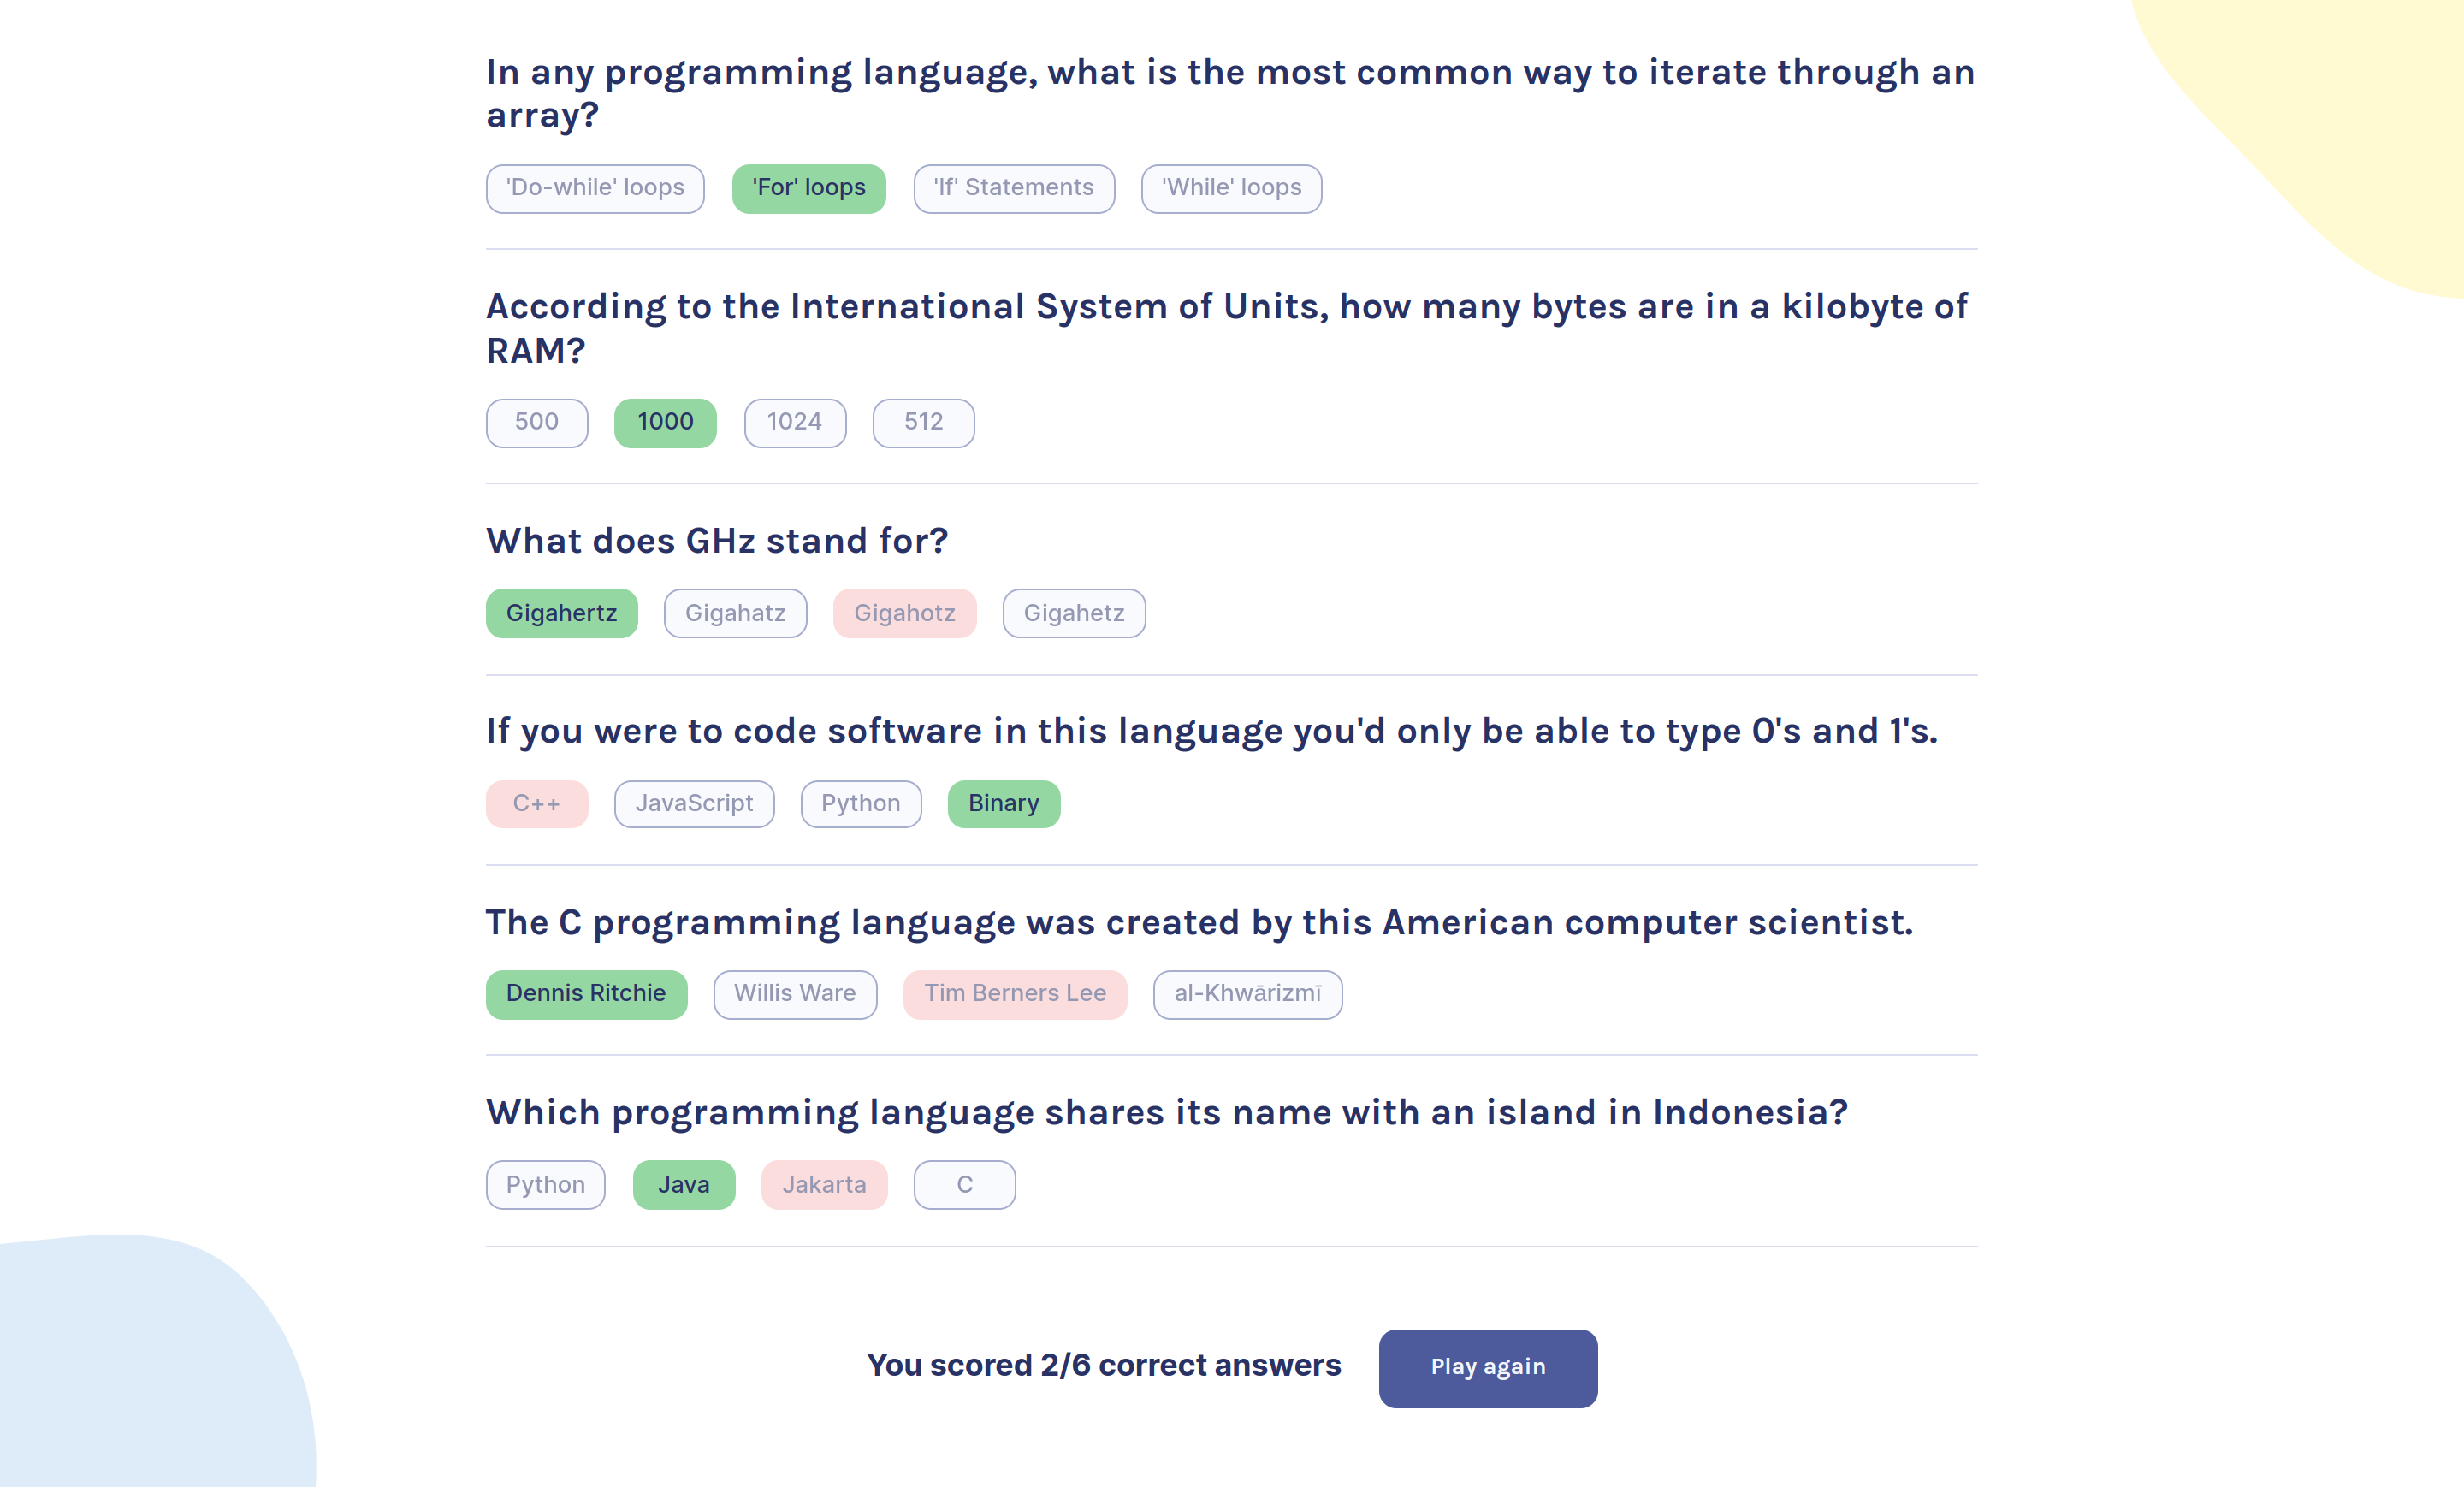 In any programming language, what is the most common way to iterate through an
array?
'Do-while' loops 'For' loops 'If' Statements 'While' loops
According to the International System of Units, how many bytes are in a kilobyte of
RAM?
500 1000 1024 512
What does GHz stand for?
Gigahertz Gigahatz Gigahotz Gigahetz
If you were to code software in this language you'd only be able to type 0's and 1's.
C++ JavaScript Python Binary
The C programming language was created by this American computer scientist.
Dennis Ritchie Willis Ware Tim Berners Lee al-Khwārizmī
Which programming language shares its name with an island in Indonesia?
Python Java Jakarta C
You scored 2/6 correct answers Play again